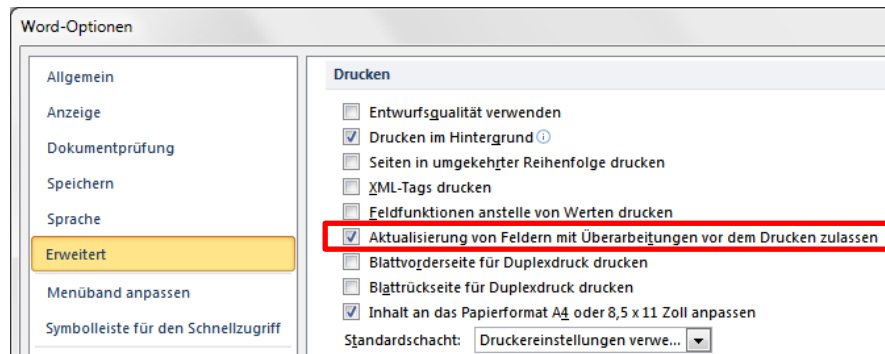 Word-Optionen
Allgemein
Anzeige
Dokumentprüfung
Speichern
Sprache
Erweitert
Menüband anpassen
Symbolleiste für den Schnellzugriff
Drucken
Entwurfsqualität verwenden
Drucken im Hintergrund
Seiten in umgekehrter Reihenfolge drucken
XML-Tags drucken
Feldfunktionen anstelle von Werten drucken
Aktualisierung von Feldern mit Überarbeitungen vor dem Drucken zulassen
Blattvorderseite für Duplexdruck drucken
Blattrückseite für Duplexdruck drucken
Inhalt an das Papierformat A4 oder 8,5 x 11 Zoll anpassen
Standardschacht: Druckereinstellungen verwe...